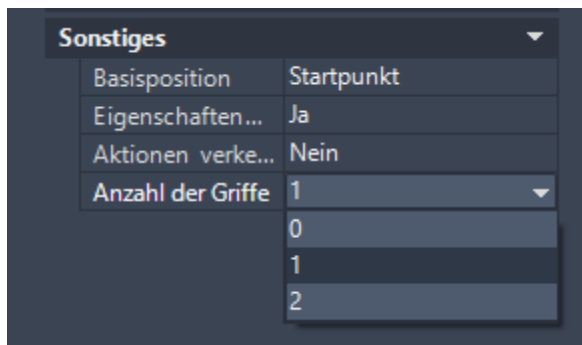 Sonstiges
Basisposition Startpunkt
Eigenschaften... Ja
Aktionen verke... Nein
Anzahl der Griffe 1
0
1
2